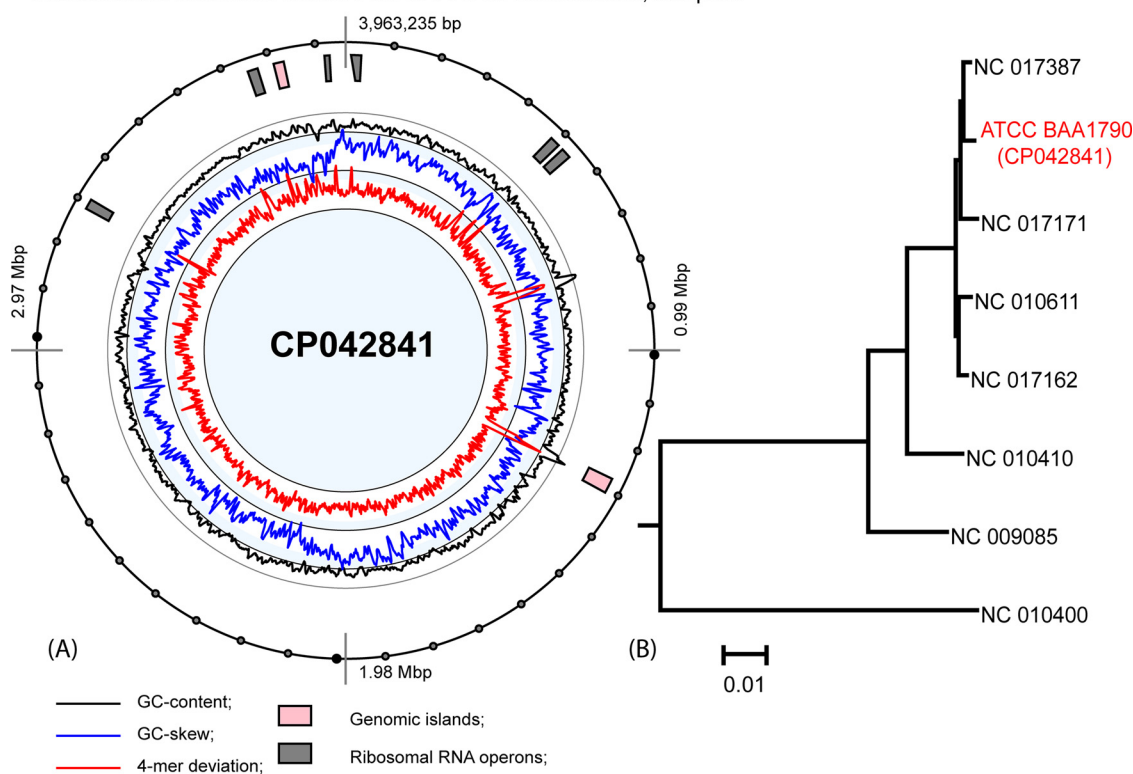 3,963,235 bp
0.99 Mbp
1.98 Mbp
2.97 Mbp
CP042841
(A)
GC-content;
GC-skew;
4-mer deviation;
Genomic islands;
Ribosomal RNA operons;
NC 017387
ATCC BAA1790
(CP042841)
NC 017171
NC 010611
NC 017162
NC 010410
NC 009085
NC 010400
(B)
0.01